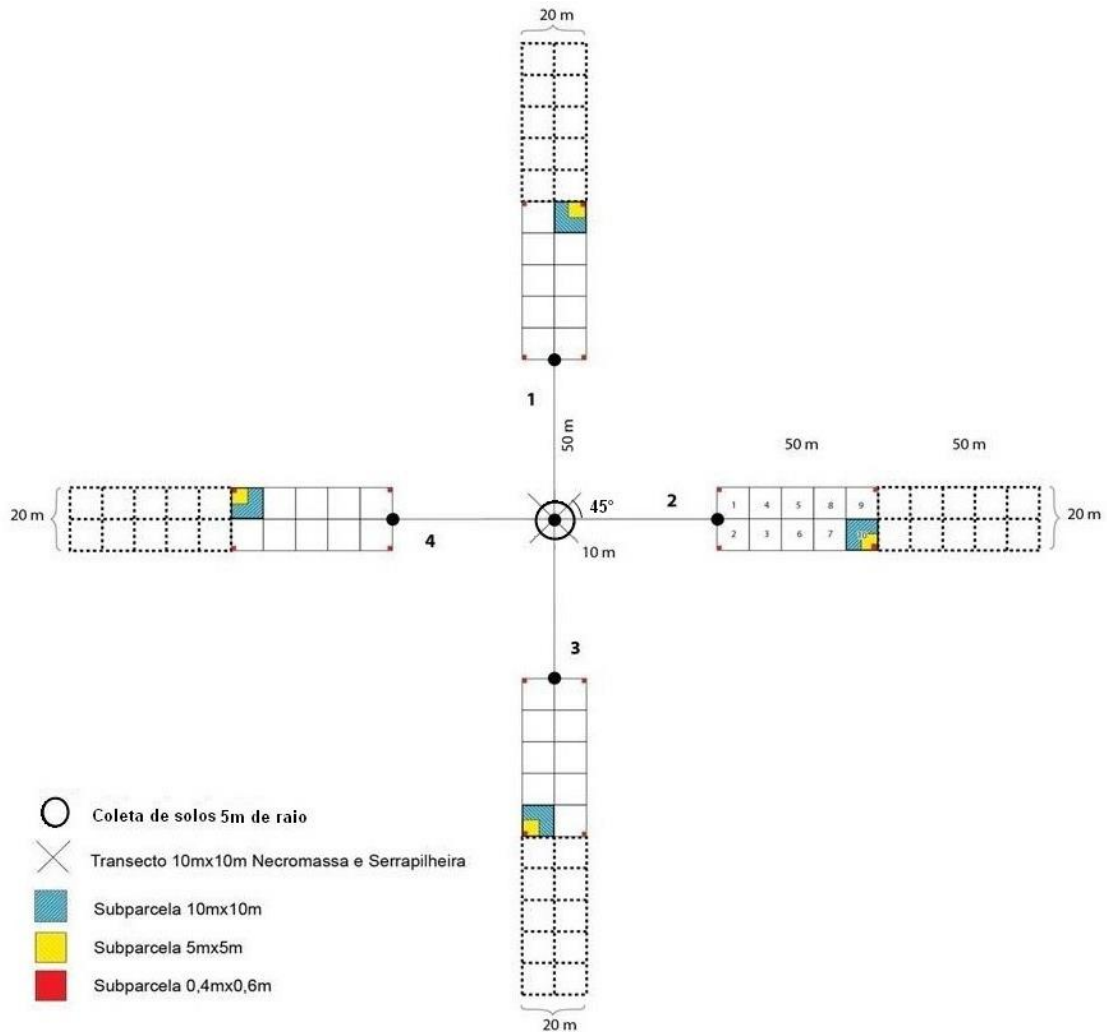 20 m
1
50 m
50 m
50 m
20 m
4
45°
10 m
2
1 4 5 8 9
2 3 6 7 10
20 m
3
Coleta de solos 5m de raio
Transecto 10mx10m Necromassa e Serrapilheira
Subparcela 10mx10m
Subparcela 5mx5m
Subparcela 0,4mx0,6m
20 m